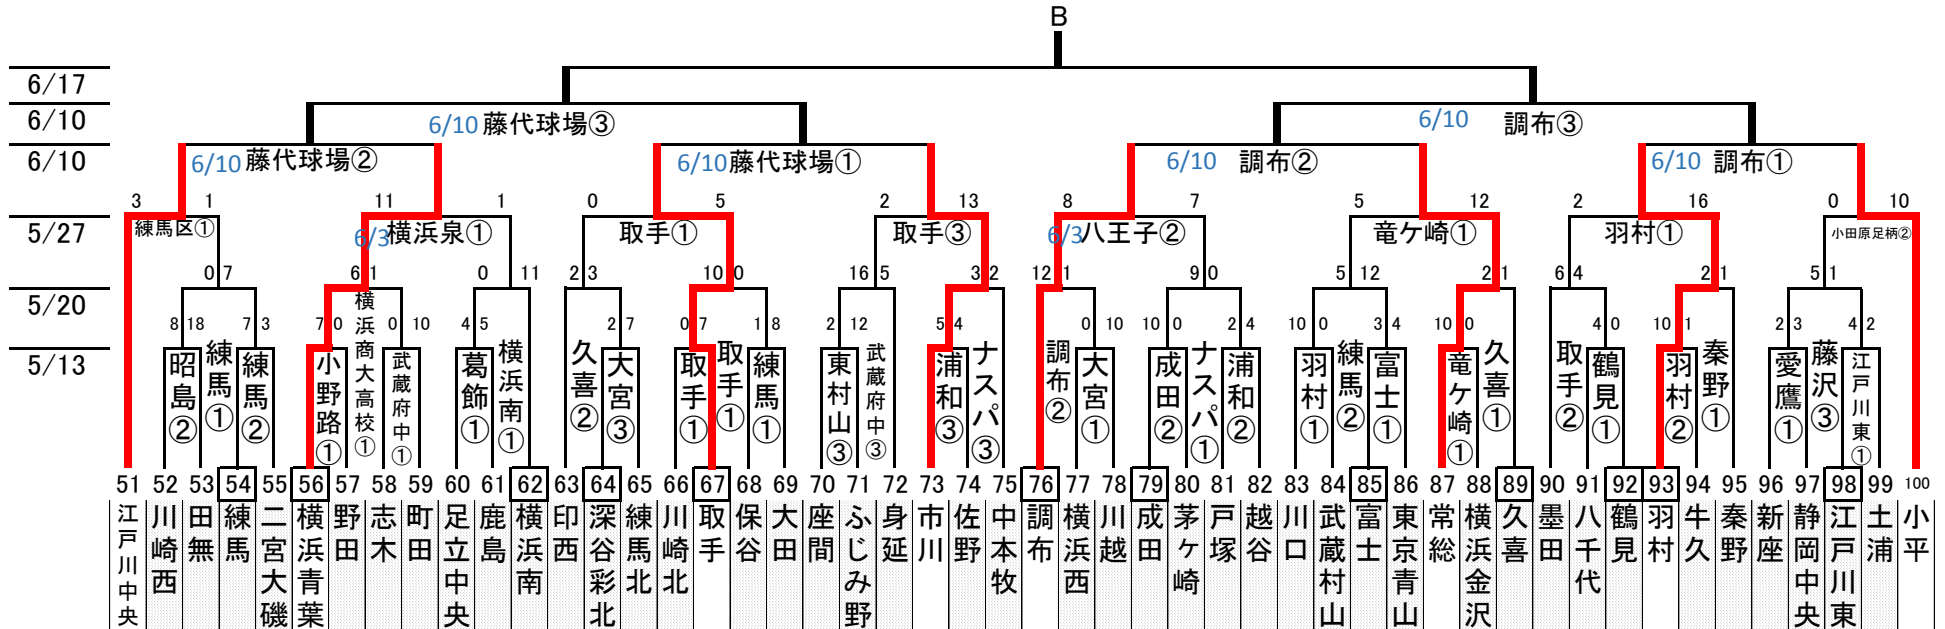 B
6/17
6/10
6/10 藤代球場③
6/10 調布③
6/10
6/10 藤代球場②
6/10 藤代球場①
6/10 調布②
6/10 調布①
3 1 11 1 0 5 2 13 8 7 5 12 2 16 0 10
5/27
練馬区①
6/3 横浜泉①
取手①
取手③
6/3 八王子②
竜ケ崎①
羽村①
小田原足柄②
0 7 6 1 0 11 2 3 10 0 16 5 3 2 12 1 9 0 5 12 2 1 6 4 2 1 5 1
5/20
8 18 7 3 7 0 0 10 4 5 2 7 0 7 1 8 2 12 5 4 0 10 10 0 2 4 10 0 3 4 10 0 4 0 10 1 2 3 4 2
5/13
昭島②
練馬①
練馬②
小野路①
横浜商大高校①
武蔵府中①
葛飾①
横浜南①
久喜②
大宮③
取手①
取手①
練馬①
東村山③
武蔵府中③
浦和③
ナスパ③
調布②
大宮①
成田②
ナスパ①
浦和②
羽村①
練馬②
富士①
竜ケ崎①
久喜①
取手②
鶴見①
羽村②
秦野①
愛鷹①
藤沢③
江戸川東①
51 52 53 54 55 56 57 58 59 60 61 62 63 64 65 66 67 68 69 70 71 72 73 74 75 76 77 78 79 80 81 82 83 84 85 86 87 88 89 90 91 92 93 94 95 96 97 98 99 100
江戸川中央
川崎西
田無
練馬
二宮大磯
横浜青葉
野田
志木
町田
足立中央
鹿島
横浜南
印西
深谷彩北
練馬北
川崎北
取手
保谷
大田
座間
ふじみ野
身延
市川
佐野
中本牧
調布
横浜西
川越
成田
茅ヶ崎
戸塚
越谷
川口
武蔵村山
富士
東京青山
常総
横浜金沢
久喜
墨田
八千代
鶴見
羽村
牛久
秦野
新座
静岡中央
江戸川東
土浦
小平